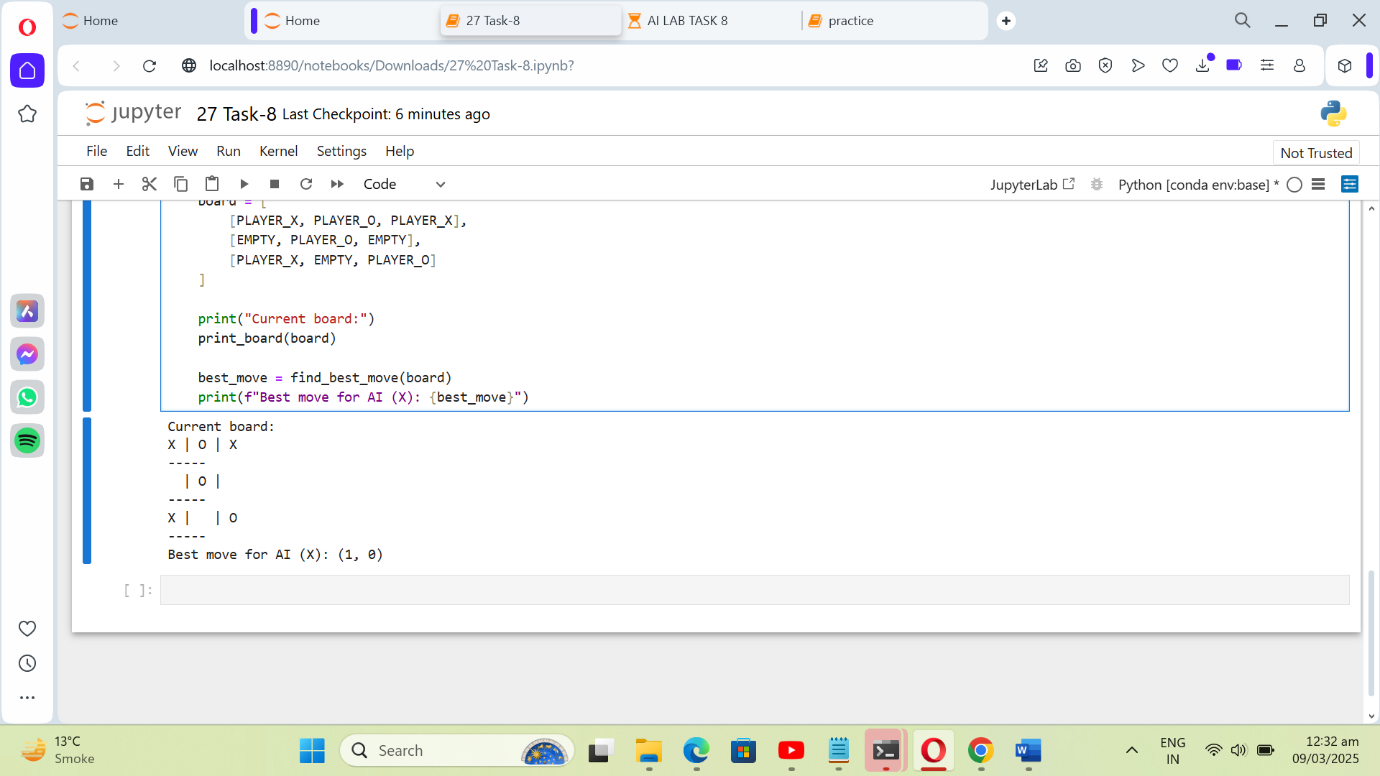 Home
Home
27 Task-8
AI LAB TASK 8
practice
localhost:8890/notebooks/Downloads/27%20Task-8.ipynb?
jupyter 27 Task-8 Last Checkpoint: 6 minutes ago
File Edit View Run Kernel Settings Help
Not Trusted
Code
JupyterLab
Python [conda env:base] *
board = [
[PLAYER_X, PLAYER_O, PLAYER_X],
[EMPTY, PLAYER_O, EMPTY],
[PLAYER_X, EMPTY, PLAYER_O]
]
print("Current board:")
print_board(board)
best_move = find_best_move(board)
print(f"Best move for AI (X): {best_move}")
Current board:
X | O | X
-----
  | O |
-----
X |   | O
-----
Best move for AI (X): (1, 0)
[ ]:
13°C
Smoke
Search
ENG
IN
12:32 am
09/03/2025